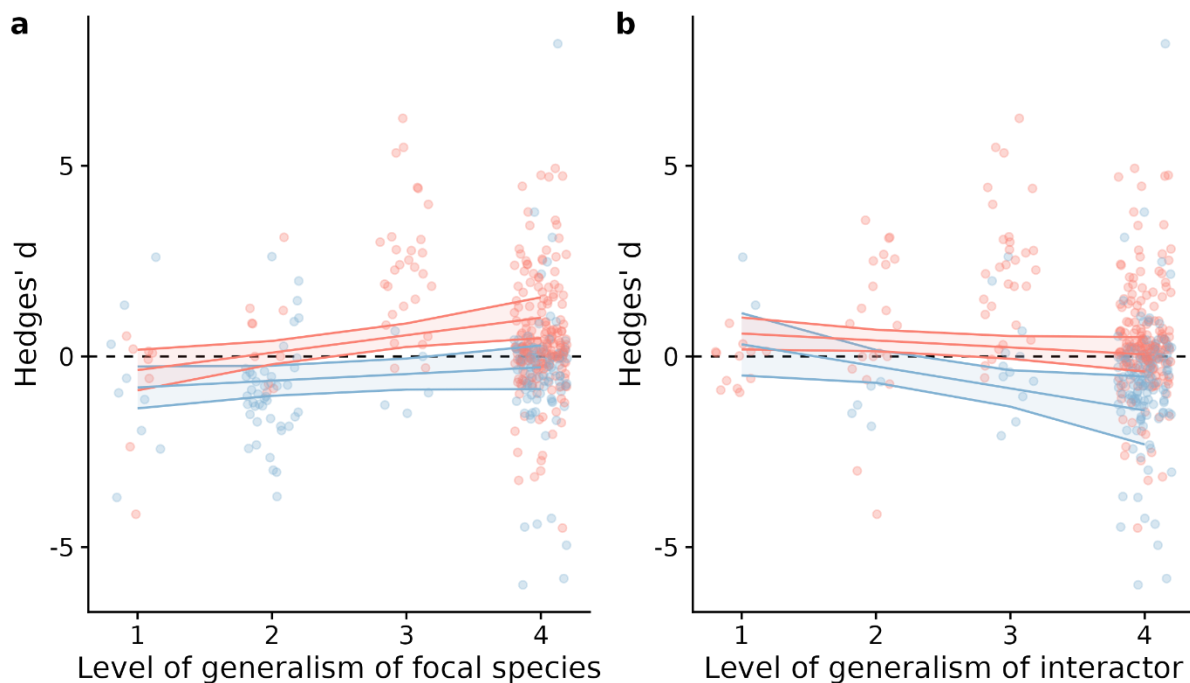 a
b
5
0
-5
Hedges' d
1 2 3 4
Level of generalism of focal species
5
0
-5
Hedges' d
1 2 3 4
Level of generalism of interactor